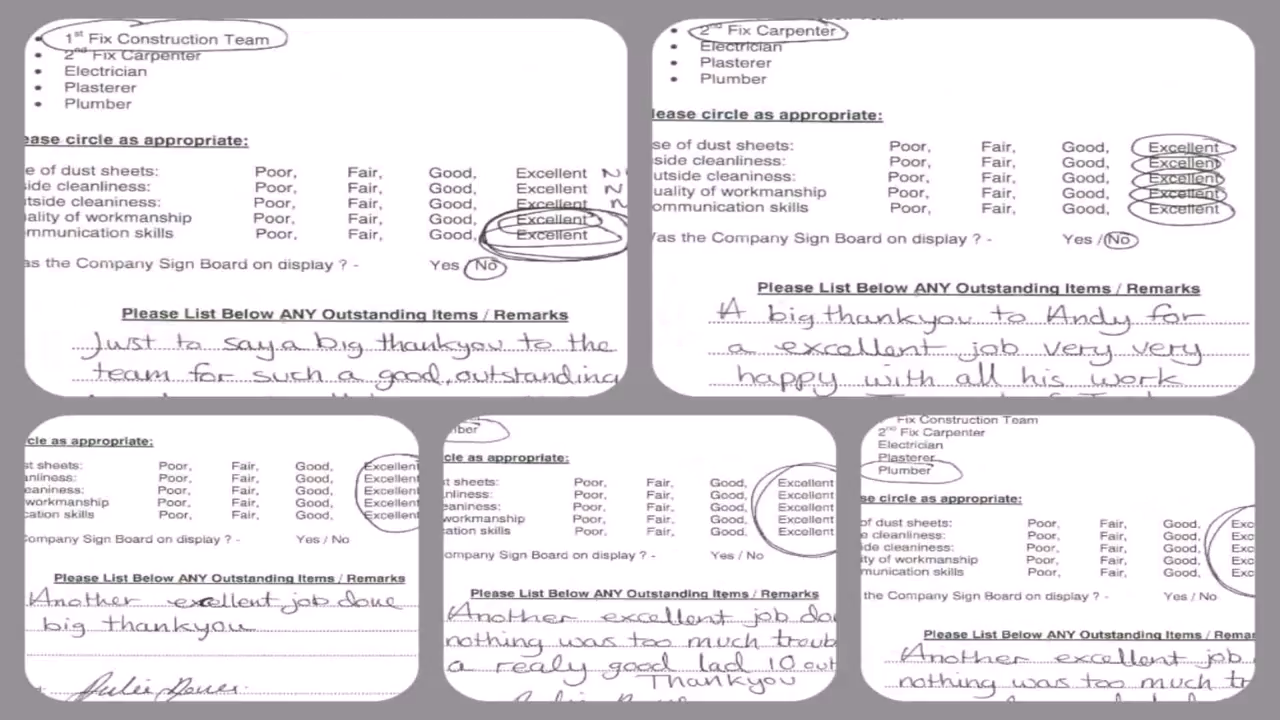 1st Fix Construction Team
2nd Fix Carpenter
Electrician
Plasterer
Plumber
ease circle as appropriate:
e of dust sheets: Poor, Fair, Good, Excellent N
ide cleanliness: Poor, Fair, Good, Excellent N
tside cleaniness: Poor, Fair, Good, Excellent
ality of workmanship Poor, Fair, Good, Excellent
mmunication skills Poor, Fair, Good, Excellent
as the Company Sign Board on display ? - Yes No
Please List Below ANY Outstanding Items / Remarks
Just to say a big thankyou to the
team for such a good, outstanding
2nd Fix Carpenter
Electrician
Plasterer
Plumber
lease circle as appropriate:
se of dust sheets: Poor, Fair, Good, Excellent
side cleanliness: Poor, Fair, Good, Excellent
utside cleaniness: Poor, Fair, Good, Excellent
uality of workmanship Poor, Fair, Good, Excellent
ommunication skills Poor, Fair, Good, Excellent
Was the Company Sign Board on display ? - Yes / No
Please List Below ANY Outstanding Items / Remarks
A big thankyou to Andy for
a excellent job very very
happy with all his work
cle as appropriate:
t sheets: Poor, Fair, Good, Excellent
anliness: Poor, Fair, Good, Excellent
eaniness: Poor, Fair, Good, Excellent
workmanship Poor, Fair, Good, Excellent
cation skills Poor, Fair, Good, Excellent
Company Sign Board on display ? - Yes / No
Please List Below ANY Outstanding Items / Remarks
Another excellent job done
big thankyou
Julie
mber
cle as appropriate:
t sheets: Poor, Fair, Good, Excellent
nliness: Poor, Fair, Good, Excellent
eaniness: Poor, Fair, Good, Excellent
workmanship Poor, Fair, Good, Excellent
ation skills Poor, Fair, Good, Excellent
ompany Sign Board on display ? - Yes / No
Please List Below ANY Outstanding Items / Remarks
Another excellent job do
nothing was too much troub
a realy good lad 10 out
Thankyou
Fix Construction Team
2nd Fix Carpenter
Electrician
Plasterer
Plumber
se circle as appropriate:
of dust sheets: Poor, Fair, Good, Exc
e cleanliness: Poor, Fair, Good, Exc
ide cleaniness: Poor, Fair, Good, Exc
ity of workmanship Poor, Fair, Good, Exc
munication skills Poor, Fair, Good, Exc
the Company Sign Board on display ? - Yes / No
Please List Below ANY Outstanding Items / Remar
Another excellent job
nothing was too much tr